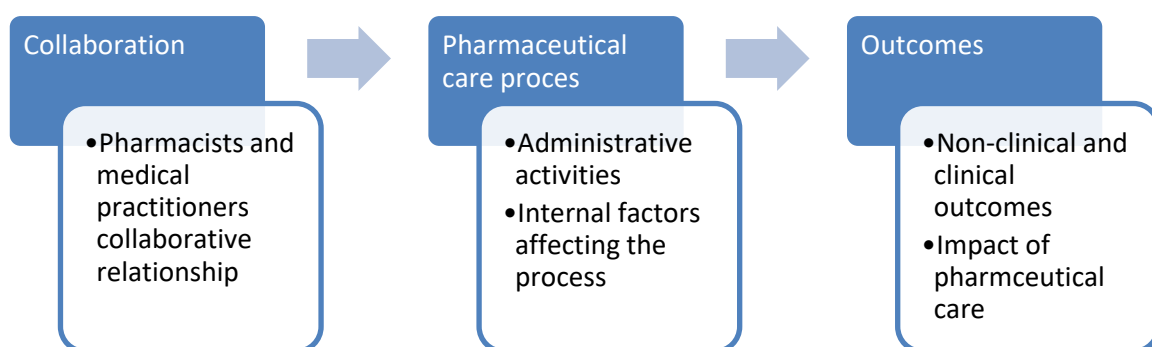 Collaboration
•Pharmacists and
medical
practitioners
collaborative
relationship
Pharmaceutical
care proces
•Administrative
activities
•Internal factors
affecting the
process
Outcomes
•Non-clinical and
clinical
outcomes
•Impact of
pharmceutical
care